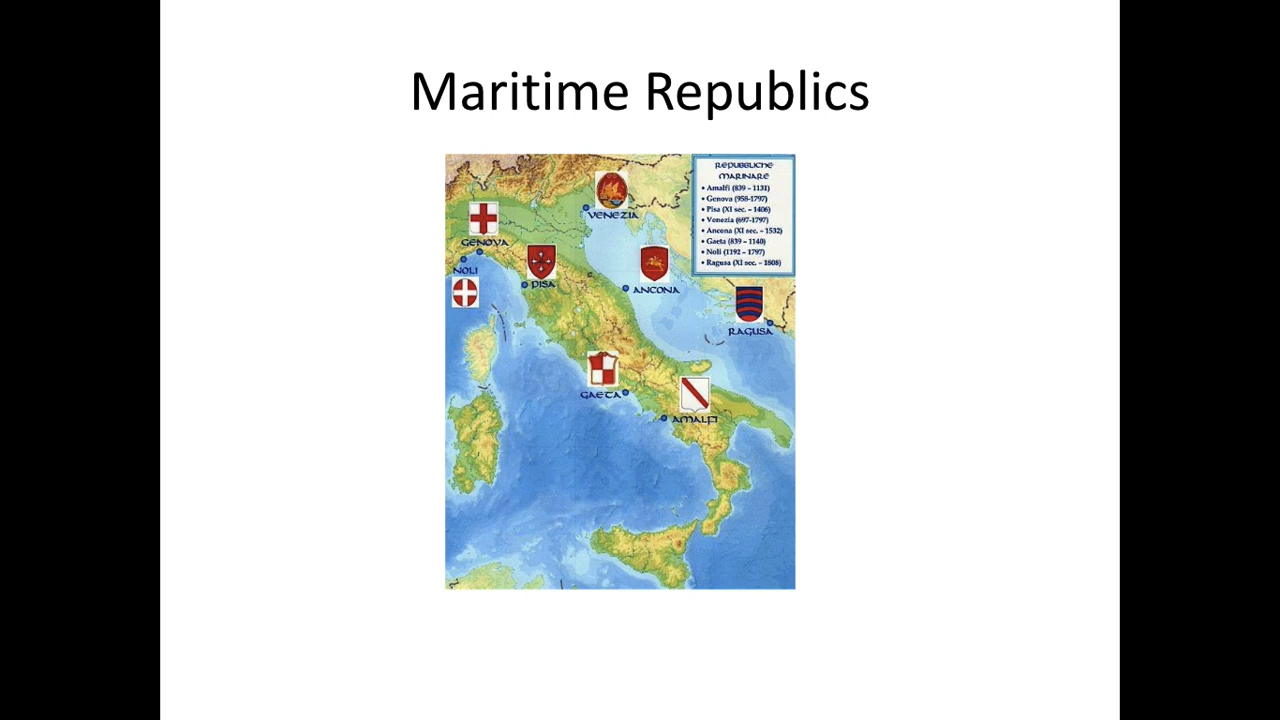 Maritime Republics
REPUBBLICHE
MARINARE
• Amalfi (839 – 1131)
• Genova (958-1797)
• Pisa (XI sec. – 1406)
• Venezia (697-1797)
• Ancona (XI sec. – 1532)
• Gaeta (839 – 1140)
• Noli (1192 – 1797)
• Ragusa (XI sec. – 1808)
VENEZIA
GENOVA
NOLI
PISA
ANCONA
RAGUSA
GAETA
AMALFI